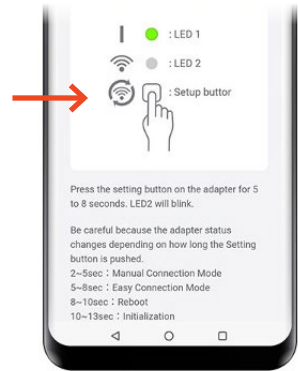 : LED 1
: LED 2
: Setup buttor
Press the setting button on the adapter for 5
to 8 seconds. LED2 will blink.
Be careful because the adapter status
changes depending on how long the Setting
button is pushed.
2~5sec : Manual Connection Mode
5~8sec : Easy Connection Mode
8~10sec : Reboot
10~13sec : Initialization